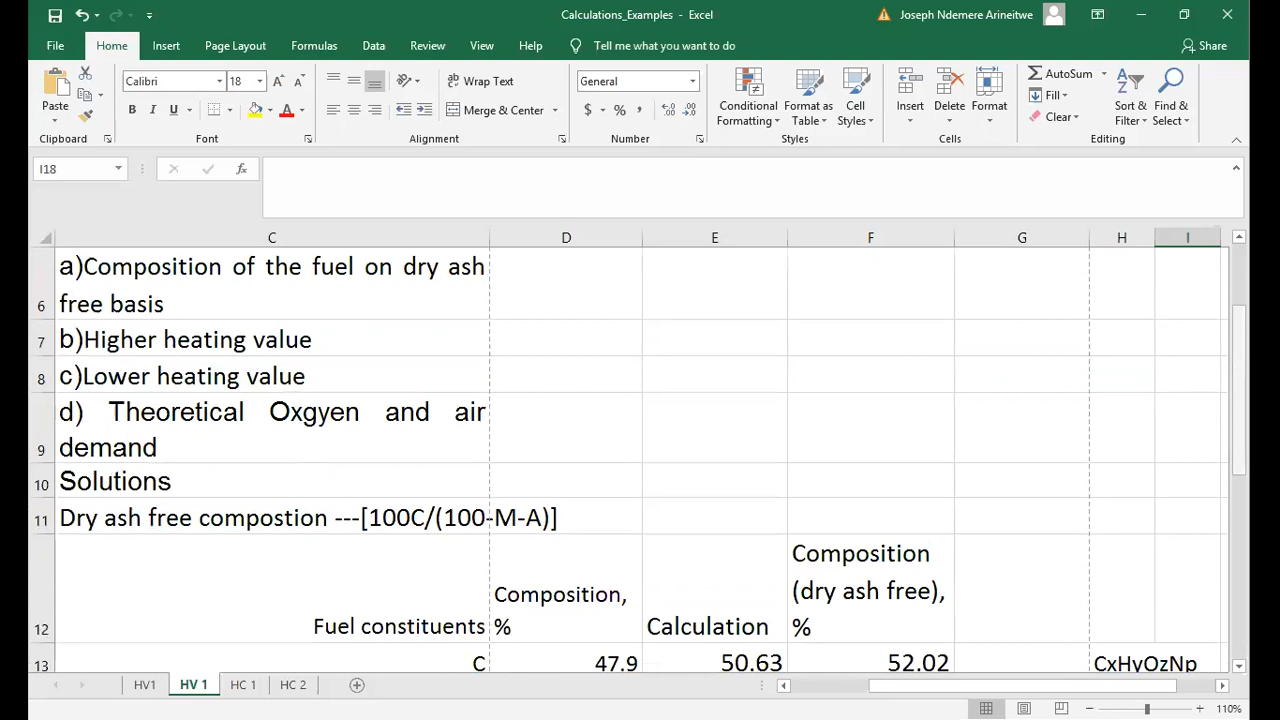 Calculations_Examples - Excel
Joseph Ndemere Arineitwe
File Home Insert Page Layout Formulas Data Review View Help Tell me what you want to do Share
Paste
Calibri 18
B I U
Wrap Text
Merge & Center
General
$ % ,
Conditional Formatting
Format as Table
Cell Styles
Insert Delete Format
AutoSum
Fill
Clear
Sort & Filter
Find & Select
Clipboard Font Alignment Number Styles Cells Editing
I18 fx
C D E F G H I
a)Composition of the fuel on dry ash
6 free basis
7 b)Higher heating value
8 c)Lower heating value
d) Theoretical Oxgyen and air
9 demand
10 Solutions
11 Dry ash free compostion ---[100C/(100-M-A)]
12 Fuel constituents Composition, % Calculation Composition (dry ash free), %
13 C 47.9 50.63 52.02 CxHyOzNp
HV1 HV 1 HC 1 HC 2
110%